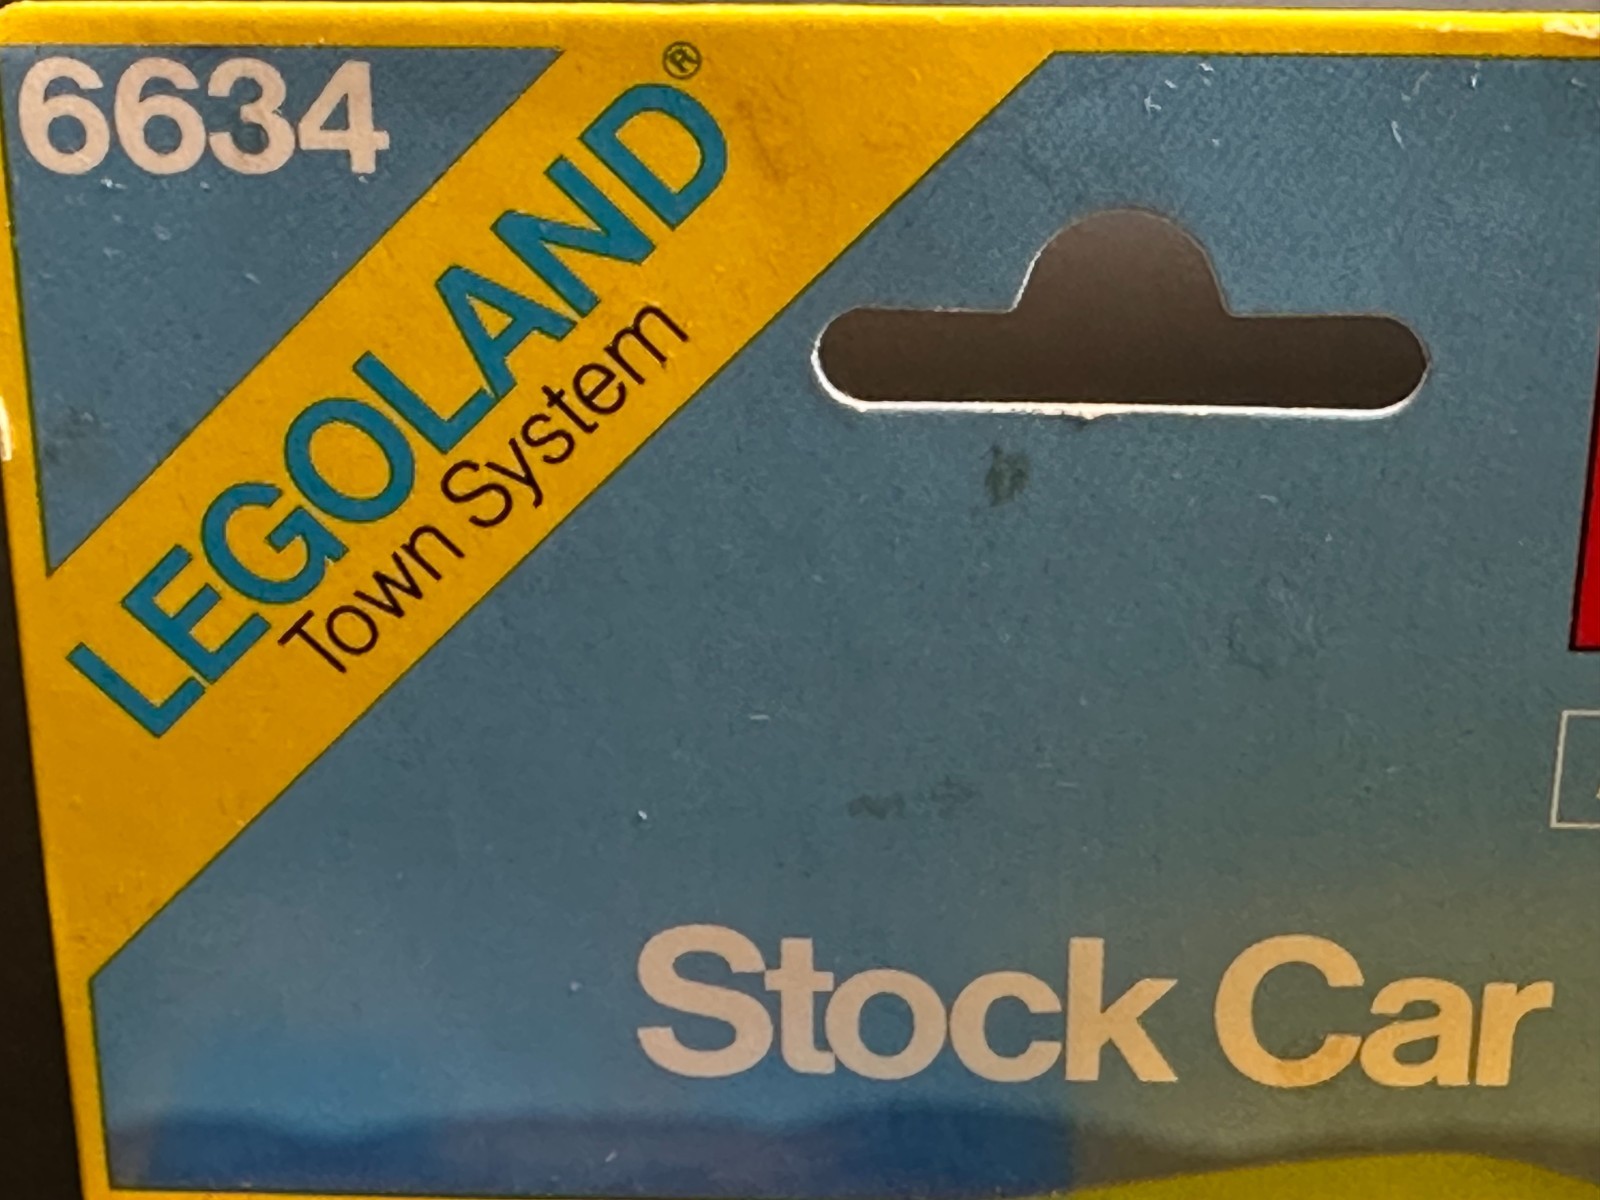 6634
LEGOLAND®
Town System
Stock Car